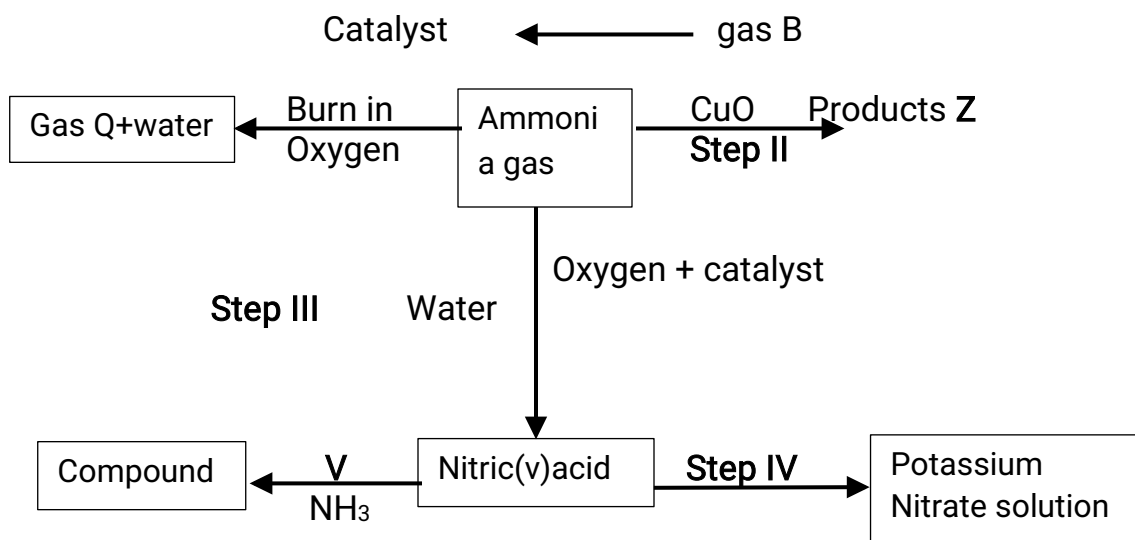 Catalyst gas B
Gas Q+water
Burn in
Oxygen
Ammoni
a gas
CuO
Step II
Products Z
Oxygen + catalyst
Step III
Water
Compound
V
NH₃
Nitric(v)acid
Step IV
Potassium
Nitrate solution